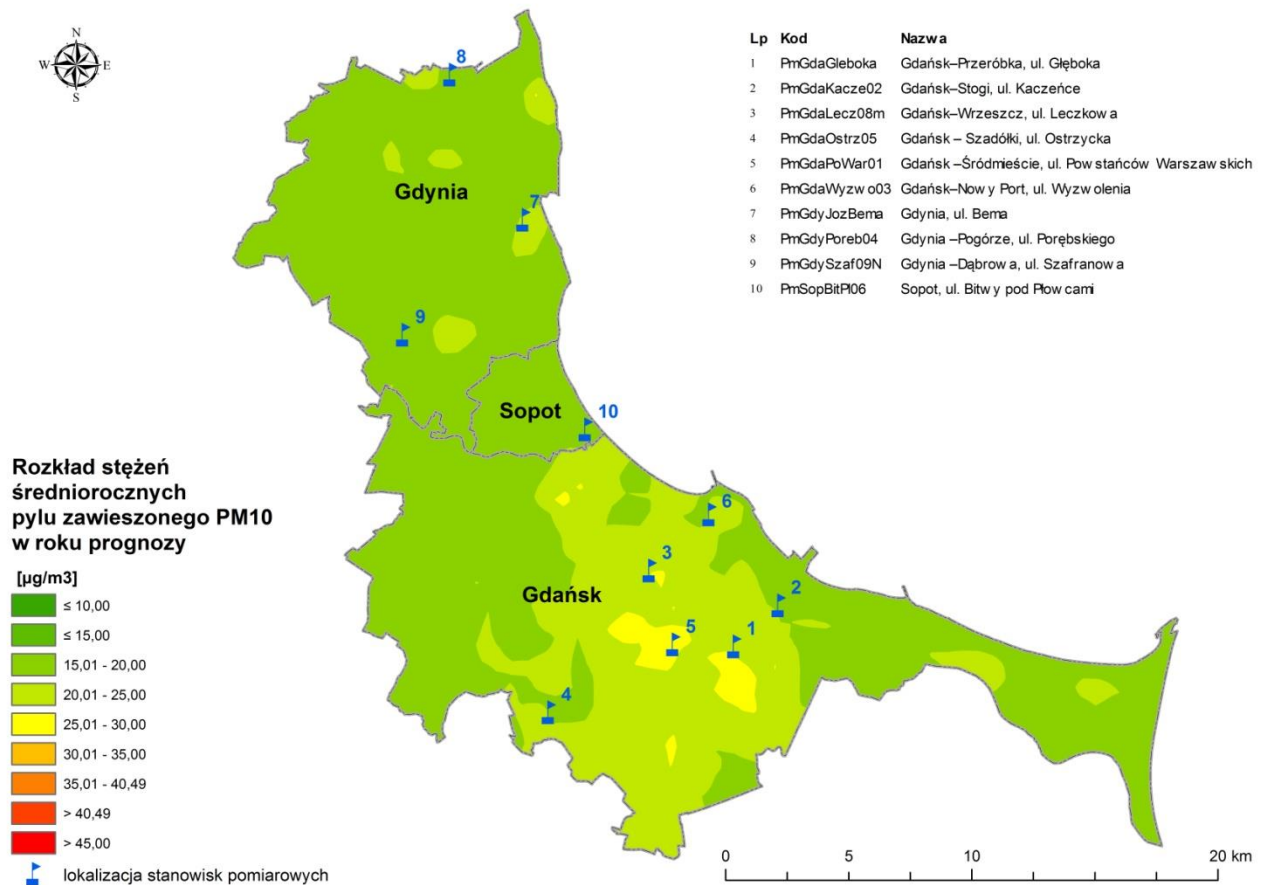 N
W E
S
Lp Kod Nazwa
1 PmGdaGleboka Gdańsk–Przeróbka, ul. Głęboka
2 PmGdaKacze02 Gdańsk–Stogi, ul. Kaczeńce
3 PmGdaLecz08m Gdańsk–Wrzeszcz, ul. Leczkowa
4 PmGdaOstrz05 Gdańsk – Szadółki, ul. Ostrzycka
5 PmGdaPoWar01 Gdańsk –Śródmieście, ul. Powstańców Warszawskich
6 PmGdaWyzwo03 Gdańsk–Nowy Port, ul. Wyzwolenia
7 PmGdyJozBema Gdynia, ul. Bema
8 PmGdyPoreb04 Gdynia –Pogórze, ul. Porębskiego
9 PmGdySzaf09N Gdynia –Dąbrowa, ul. Szafranowa
10 PmSopBitPl06 Sopot, ul. Bitwy pod Płowcami
8
Gdynia
7
9
Sopot
10
6
3
Gdańsk
2
5
1
4
Rozkład stężeń
średniorocznych
pyłu zawieszonego PM10
w roku prognozy
[µg/m3]
≤ 10,00
≤ 15,00
15,01 - 20,00
20,01 - 25,00
25,01 - 30,00
30,01 - 35,00
35,01 - 40,49
> 40,49
> 45,00
lokalizacja stanowisk pomiarowych
0 5 10 20 km